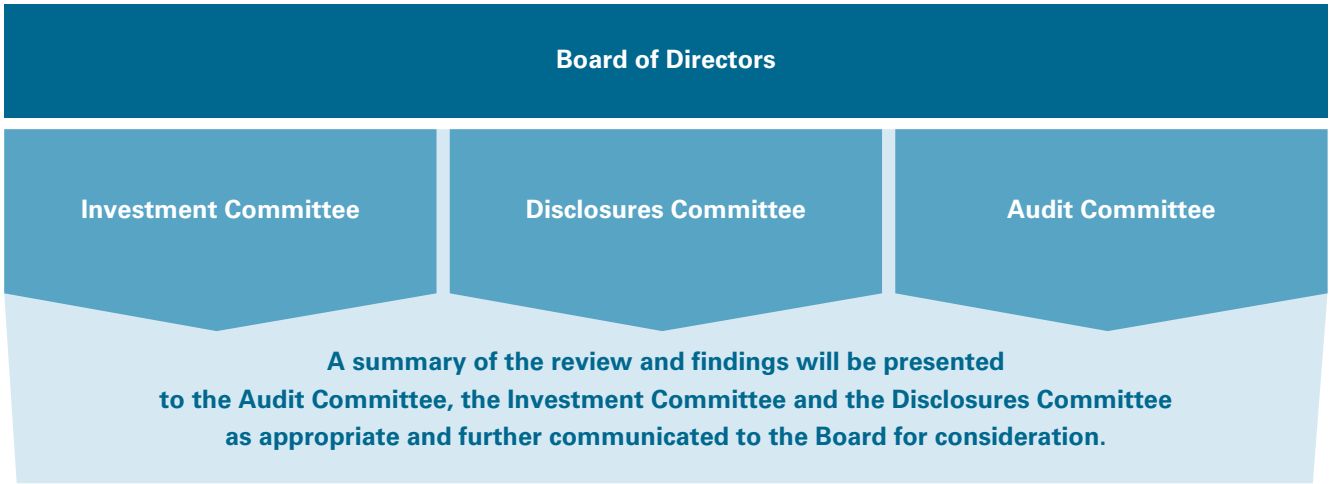 Board of Directors
Investment Committee
Disclosures Committee
Audit Committee
A summary of the review and findings will be presented
to the Audit Committee, the Investment Committee and the Disclosures Committee
as appropriate and further communicated to the Board for consideration.